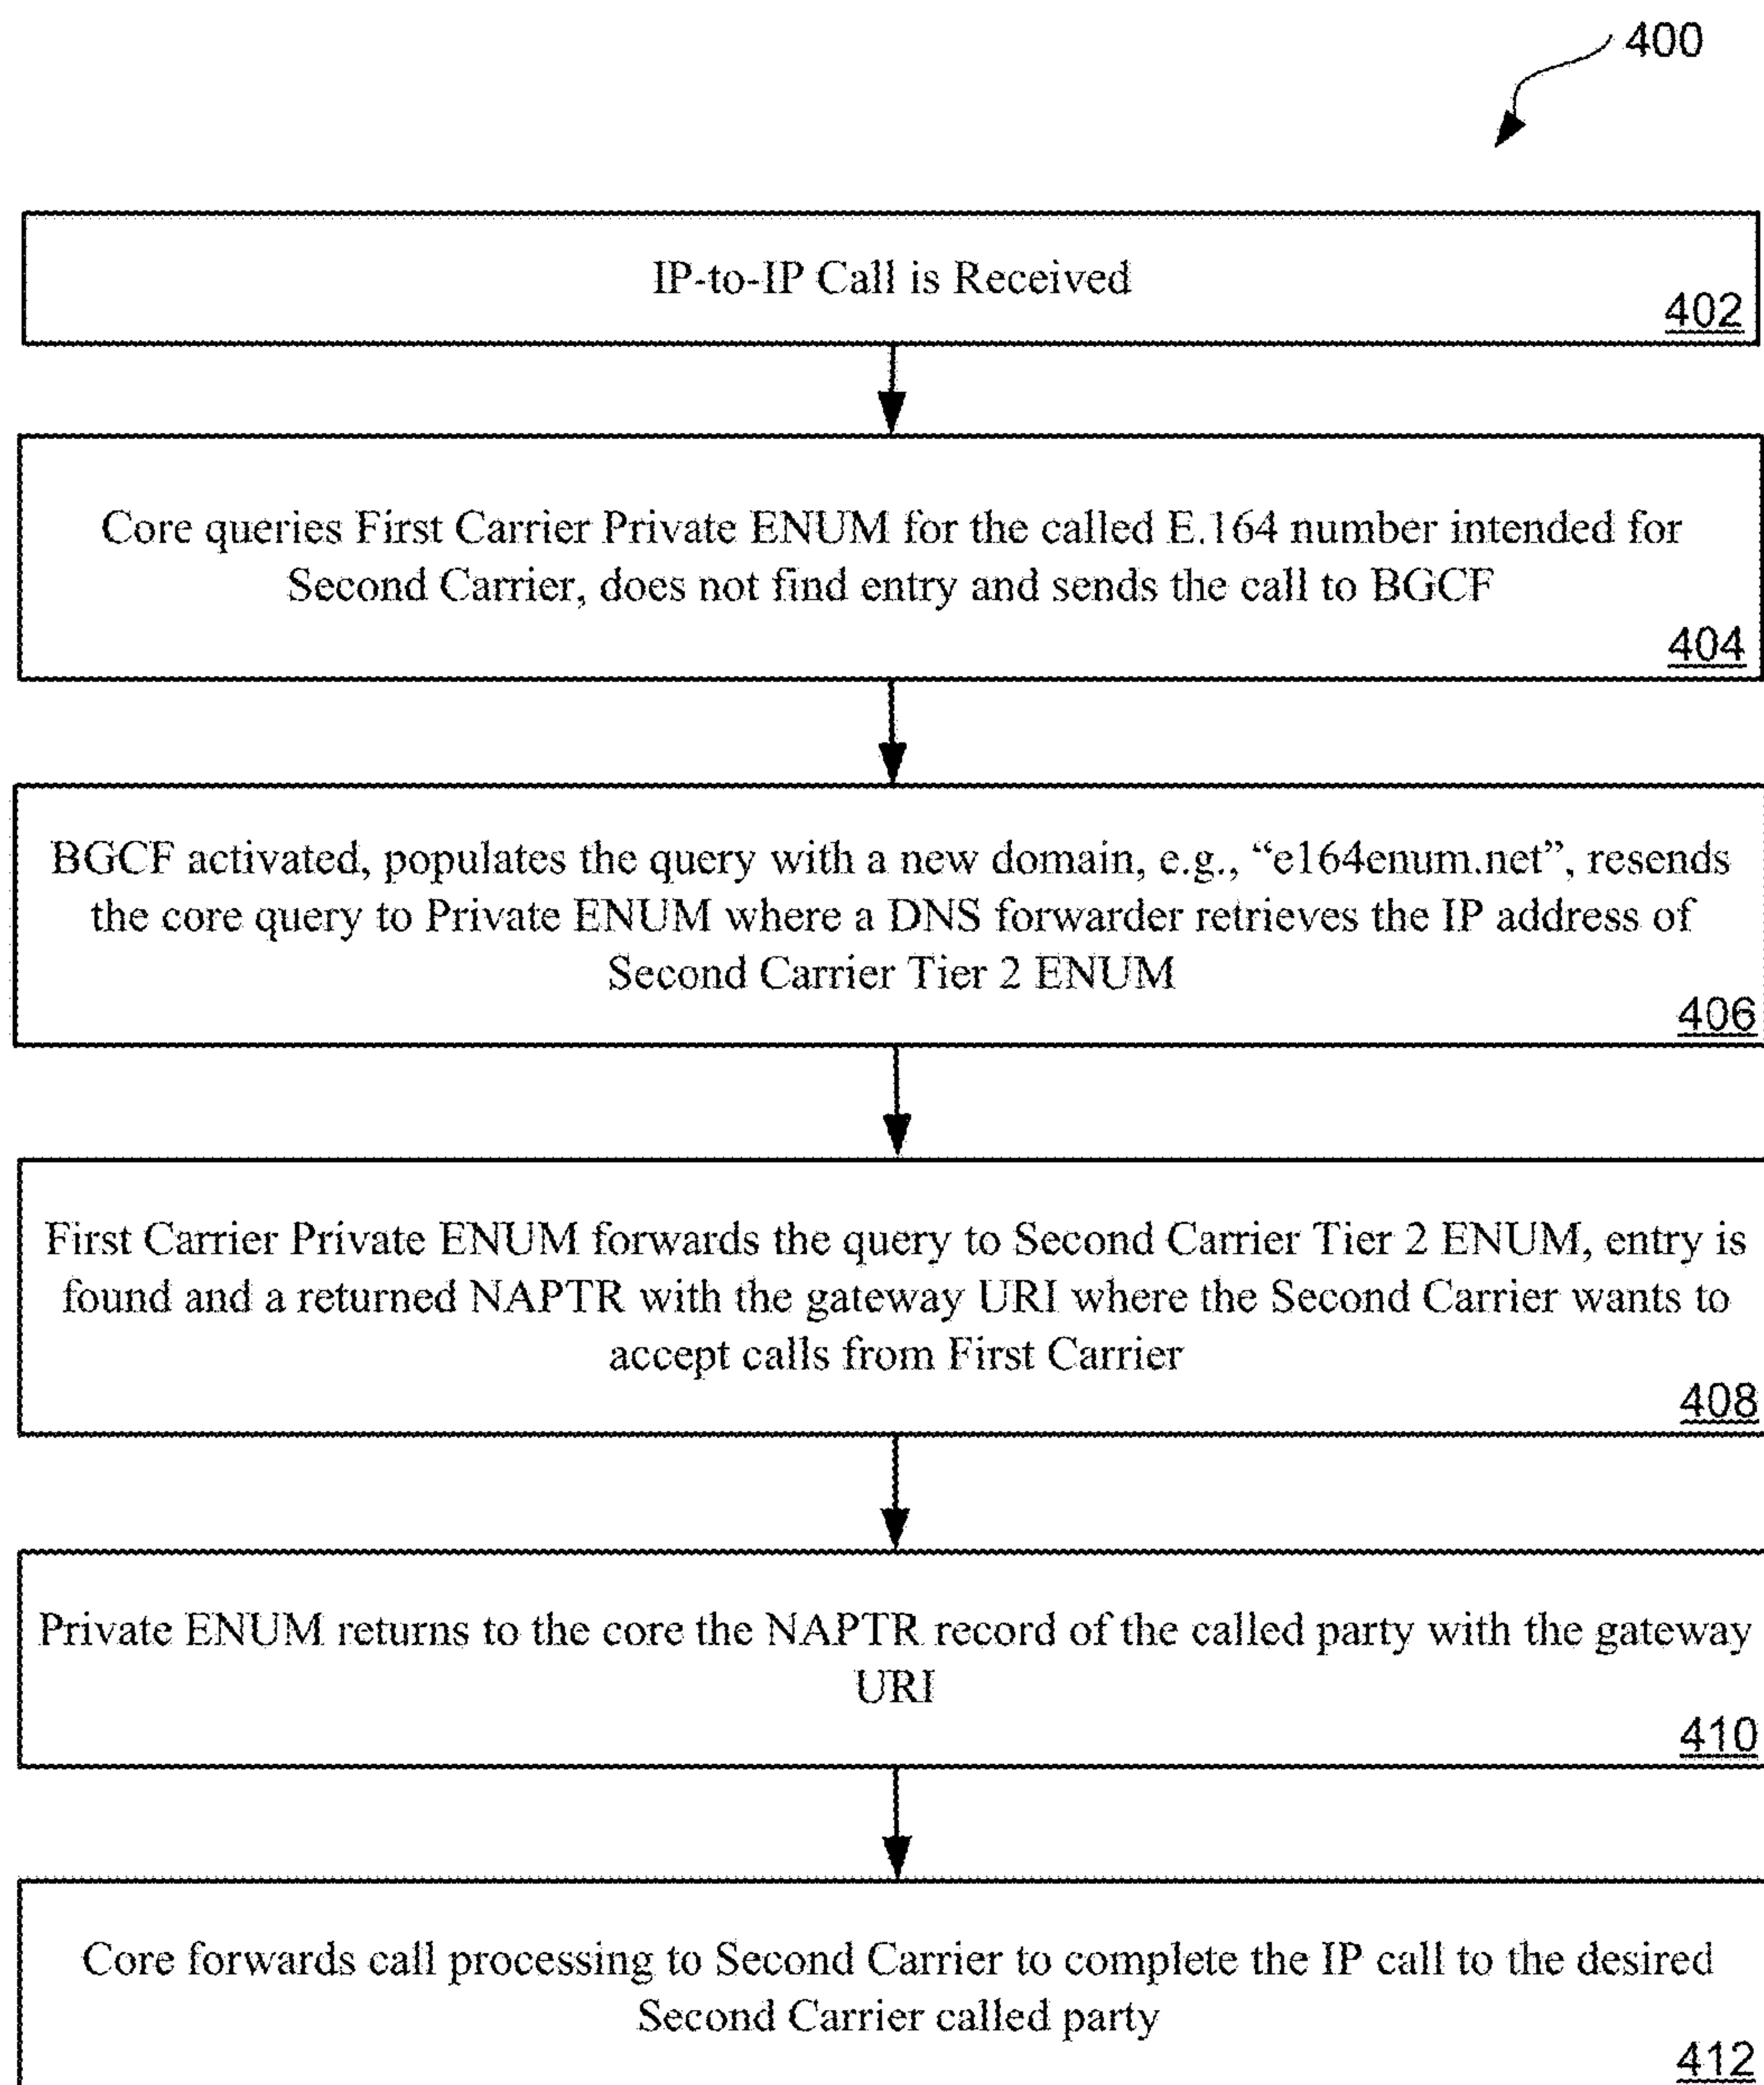 400
IP-to-IP Call is Received
402
Core queries First Carrier Private ENUM for the called E.164 number intended for
Second Carrier, does not find entry and sends the call to BGCF
404
BGCF activated, populates the query with a new domain, e.g., “e164enum.net”, resends
the core query to Private ENUM where a DNS forwarder retrieves the IP address of
Second Carrier Tier 2 ENUM
406
First Carrier Private ENUM forwards the query to Second Carrier Tier 2 ENUM, entry is
found and a returned NAPTR with the gateway URI where the Second Carrier wants to
accept calls from First Carrier
408
Private ENUM returns to the core the NAPTR record of the called party with the gateway
URI
410
Core forwards call processing to Second Carrier to complete the IP call to the desired
Second Carrier called party
412